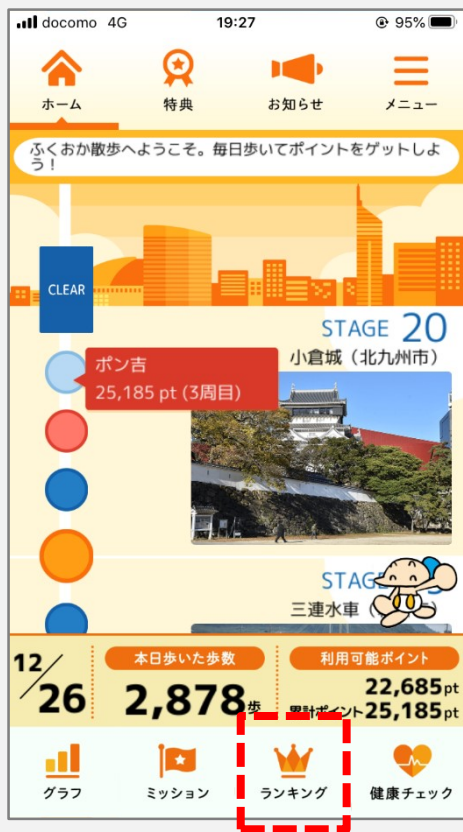 docomo 4G 19:27 95%
ホーム 特典 お知らせ メニュー
ふくおか散歩へようこそ。毎日歩いてポイントをゲットしよ
う！
CLEAR
STAGE 20
小倉城（北九州市）
ポン吉
25,185 pt (3周目)
STAG
三連水車（
12/26
本日歩いた歩数
2,878歩
利用可能ポイント
22,685pt
累計ポイント25,185pt
グラフ ミッション ランキング 健康チェック